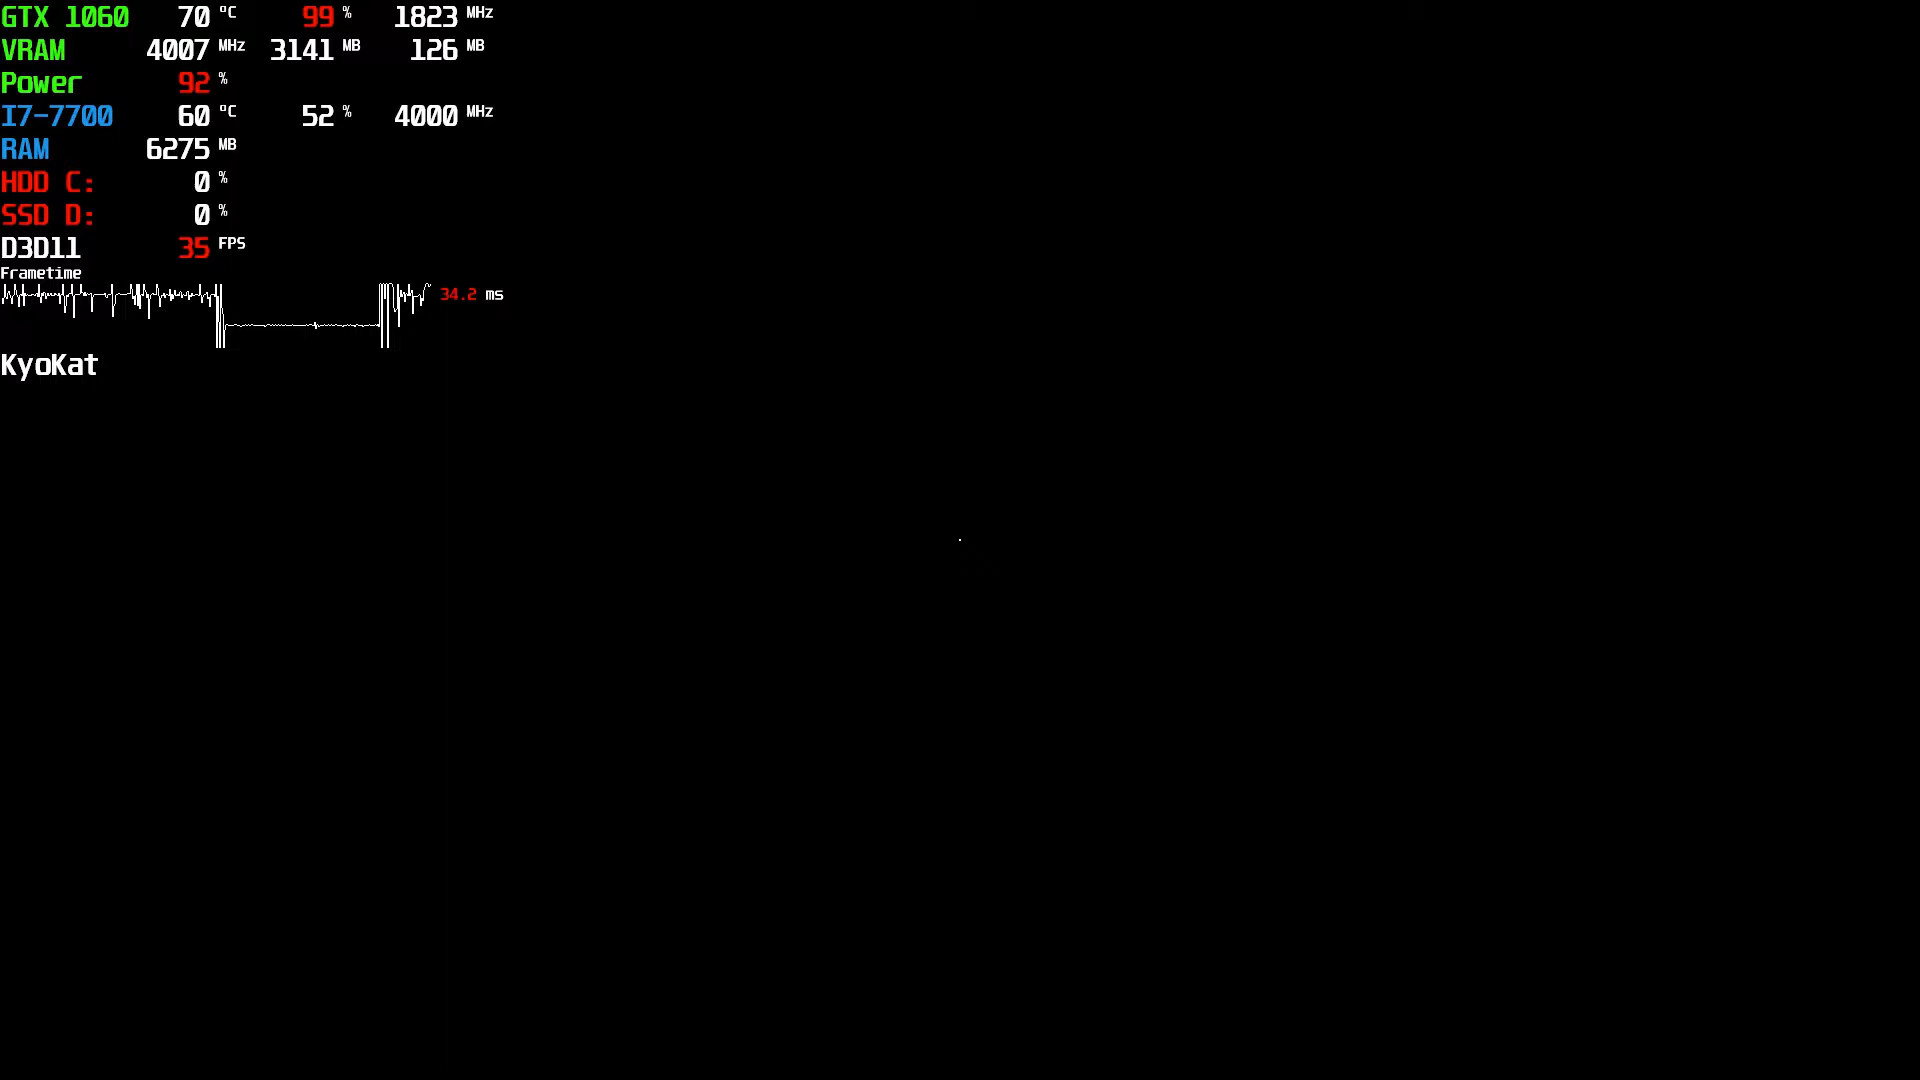 GTX 1060 70 °C 99 % 1823 MHz
VRAM 4007 MHz 3141 MB 126 MB
Power 92 %
I7-7700 60 °C 52 % 4000 MHz
RAM 6275 MB
HDD C: 0 %
SSD D: 0 %
D3D11 35 FPS
Frametime
34.2 ms
KyoKat